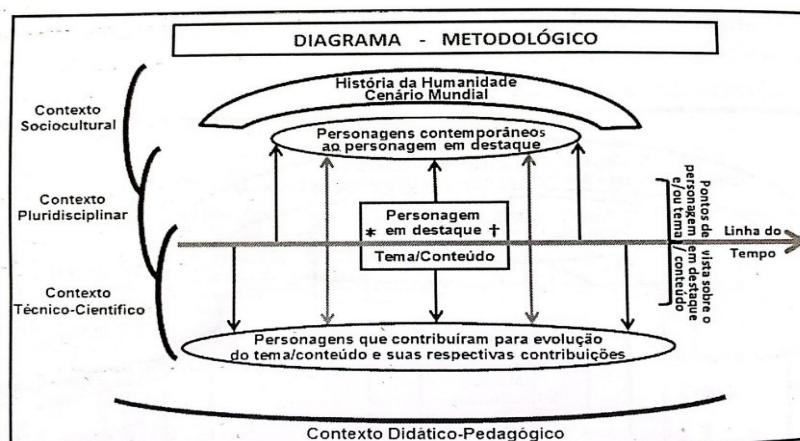 DIAGRAMA - METODOLÓGICO
História da Humanidade
Cenário Mundial
Contexto
Sociocultural
Personagens contemporâneos
ao personagem em destaque
Contexto
Pluridisciplinar
Personagem
* em destaque †
Tema/Conteúdo
Pontos de vista sobre o
personagem em destaque
e/ou tema / conteúdo
Linha do
Tempo
Contexto
Técnico-Científico
Personagens que contribuíram para evolução
do tema/conteúdo e suas respectivas contribuições
Contexto Didático-Pedagógico